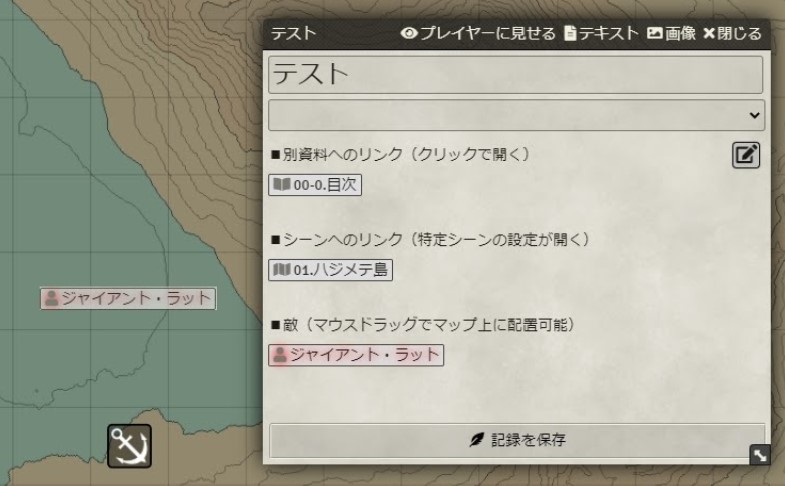 テスト プレイヤーに見せる テキスト 画像 閉じる
テスト
■別資料へのリンク（クリックで開く）
00-0.目次
■シーンへのリンク（特定シーンの設定が開く）
01.ハジメテ島
ジャイアント・ラット
■敵（マウスドラッグでマップ上に配置可能）
ジャイアント・ラット
記録を保存